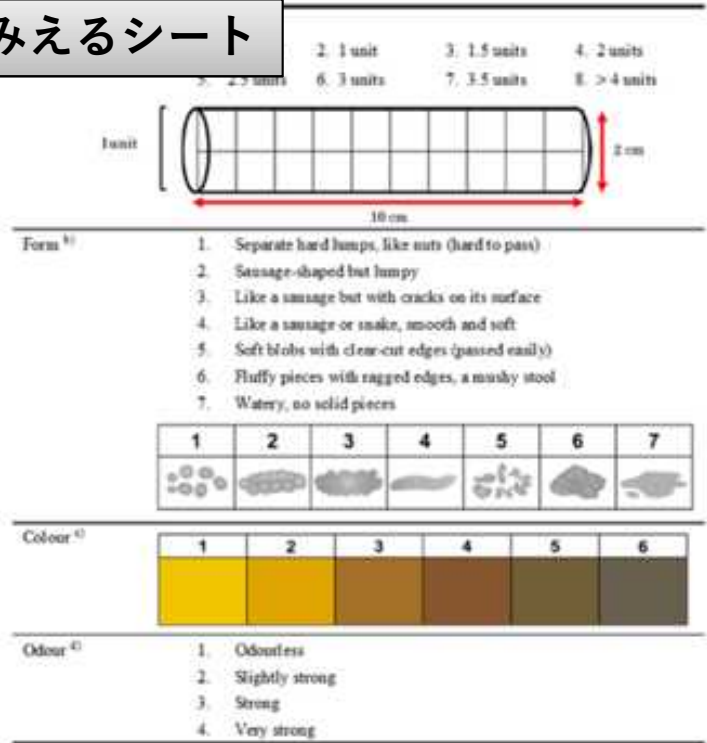 みえるシート
2. 1 unit 3. 1.5 units 4. 2 units
5. 2.5 units 6. 3 units 7. 3.5 units 8. > 4 units
1unit
2 cm
10 cm
Form b)
1. Separate hard lumps, like nuts (hard to pass)
2. Sausage-shaped but lumpy
3. Like a sausage but with cracks on its surface
4. Like a sausage or snake, smooth and soft
5. Soft blobs with clear-cut edges (passed easily)
6. Fluffy pieces with ragged edges, a mushy stool
7. Watery, no solid pieces
1 2 3 4 5 6 7
Colour c)
1 2 3 4 5 6
Odour d)
1. Odourless
2. Slightly strong
3. Strong
4. Very strong